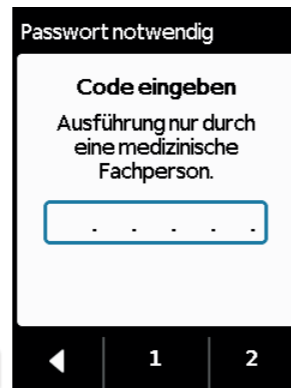 Passwort notwendig
Code eingeben
Ausführung nur durch
eine medizinische
Fachperson.
. . . . .
1 2